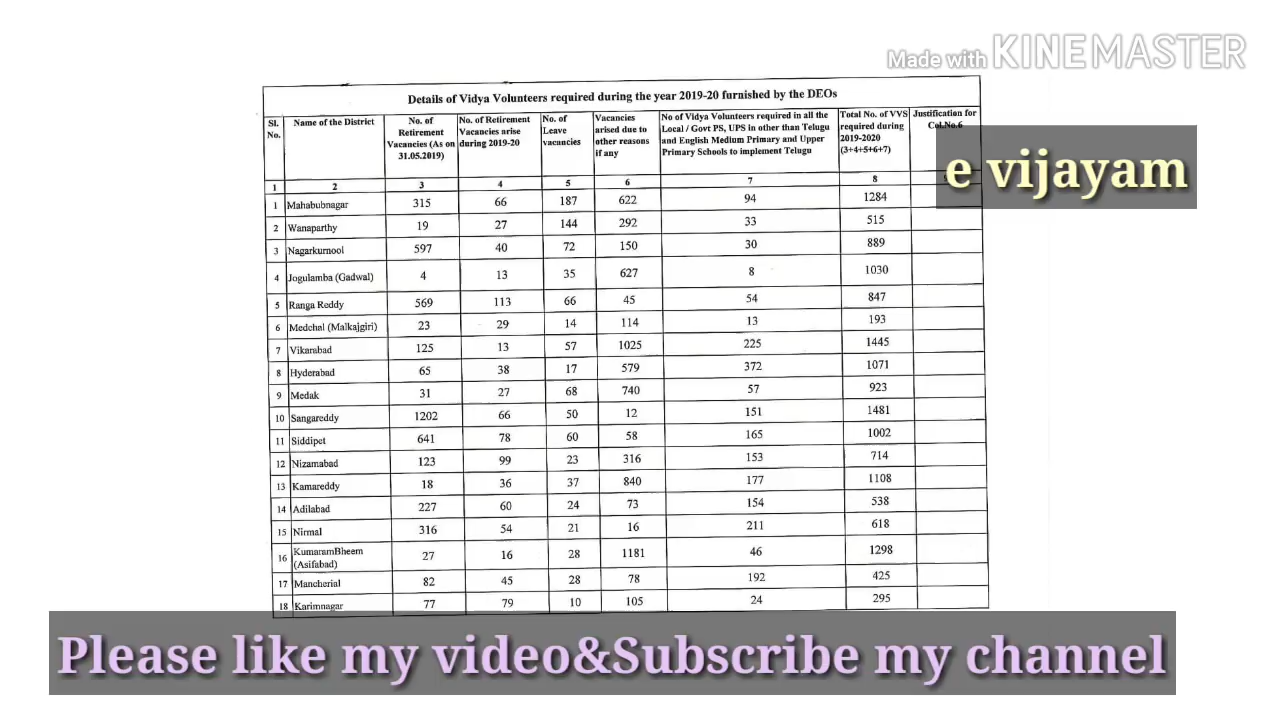 Made with KINEMASTER
Details of Vidya Volunteers required during the year 2019-20 furnished by the DEOs
Sl. No. Name of the District No. of Retirement Vacancies (As on 31.05.2019) No. of Retirement Vacancies arise during 2019-20 No. of Leave vacancies Vacancies arised due to other reasons if any No of Vidya Volunteers required in all the Local / Govt PS, UPS in other than Telugu and English Medium Primary and Upper Primary Schools to implement Telugu Total No. of VVS required during 2019-2020 (3+4+5+6+7) Justification for Col.No.6
e vijayam
1 2 3 4 5 6 7 8
1 Mahabubnagar 315 66 187 622 94 1284
2 Wanaparthy 19 27 144 292 33 515
3 Nagarkurnool 597 40 72 150 30 889
4 Jogulamba (Gadwal) 4 13 35 627 8 1030
5 Ranga Reddy 569 113 66 45 54 847
6 Medchal (Malkajgiri) 23 29 14 114 13 193
7 Vikarabad 125 13 57 1025 225 1445
8 Hyderabad 65 38 17 579 372 1071
9 Medak 31 27 68 740 57 923
10 Sangareddy 1202 66 50 12 151 1481
11 Siddipet 641 78 60 58 165 1002
12 Nizamabad 123 99 23 316 153 714
13 Kamareddy 18 36 37 840 177 1108
14 Adilabad 227 60 24 73 154 538
15 Nirmal 316 54 21 16 211 618
16 KumaramBheem (Asifabad) 27 16 28 1181 46 1298
17 Mancherial 82 45 28 78 192 425
18 Karimnagar 77 79 10 105 24 295
Please like my video&Subscribe my channel